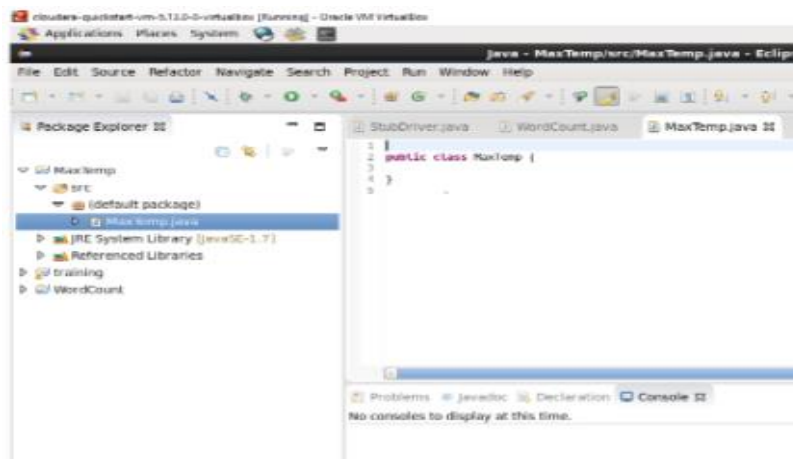 cloudera-quickstart-vm-5.13.0-0-virtualbox [Running] - Oracle VM VirtualBox
Applications Places System
Java - MaxTemp/src/MaxTemp.java - Eclips
File Edit Source Refactor Navigate Search Project Run Window Help
Package Explorer
StubDriver.java WordCount.java MaxTemp.java
1
2 public class MaxTemp {
3
4 }
5
MaxTemp
src
(default package)
MaxTemp.java
JRE System Library [JavaSE-1.7]
Referenced Libraries
training
WordCount
Problems Javadoc Declaration Console
No consoles to display at this time.